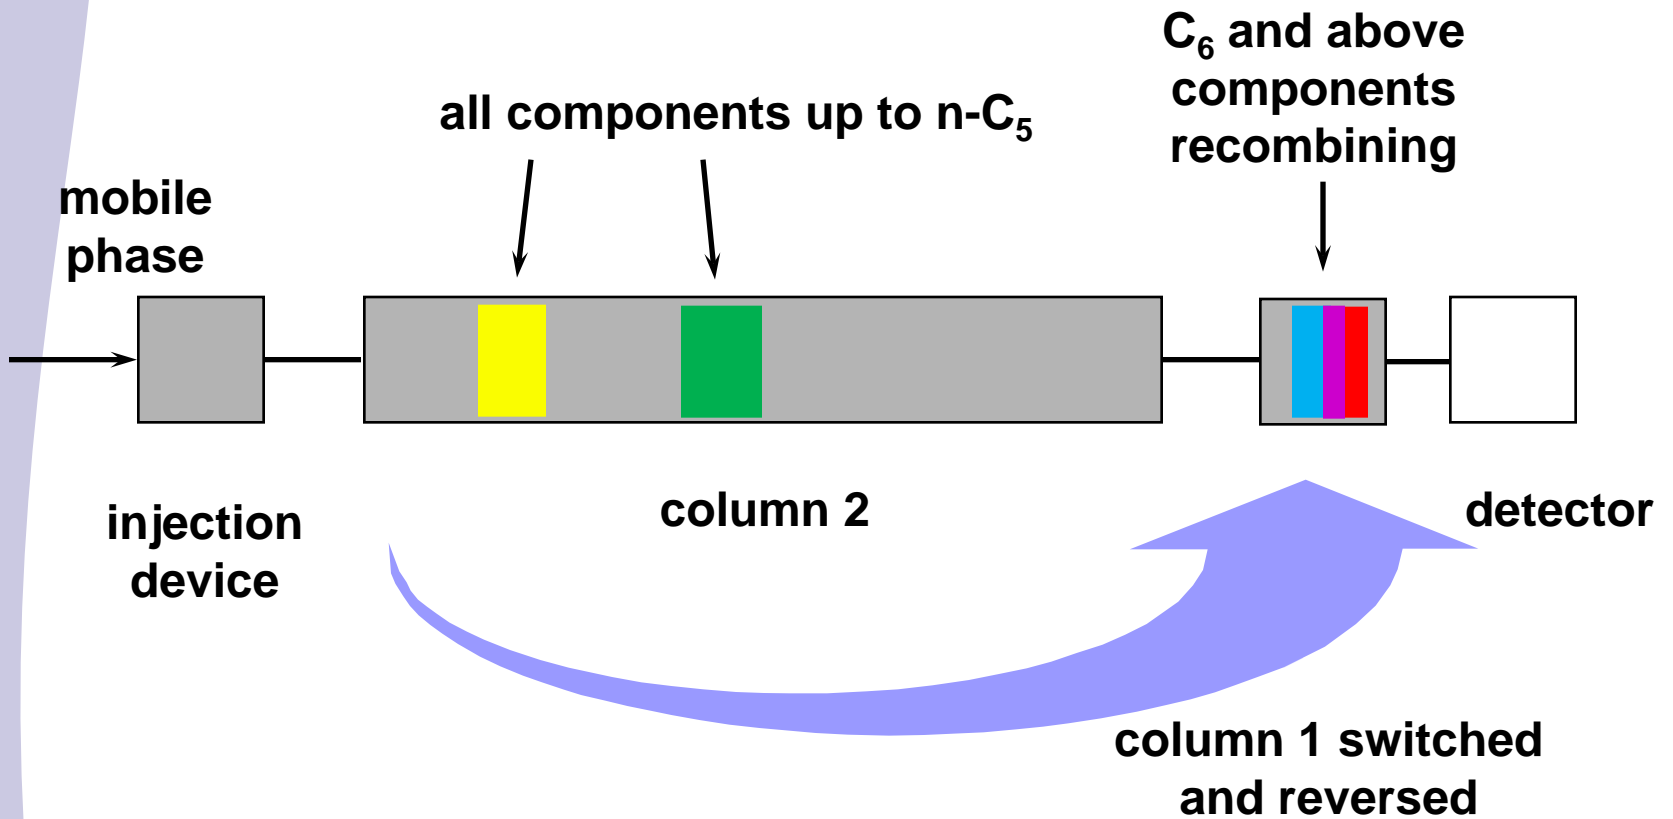 C₆ and above
components
recombining
all components up to n-C₅
mobile
phase
injection
device
column 2
detector
column 1 switched
and reversed